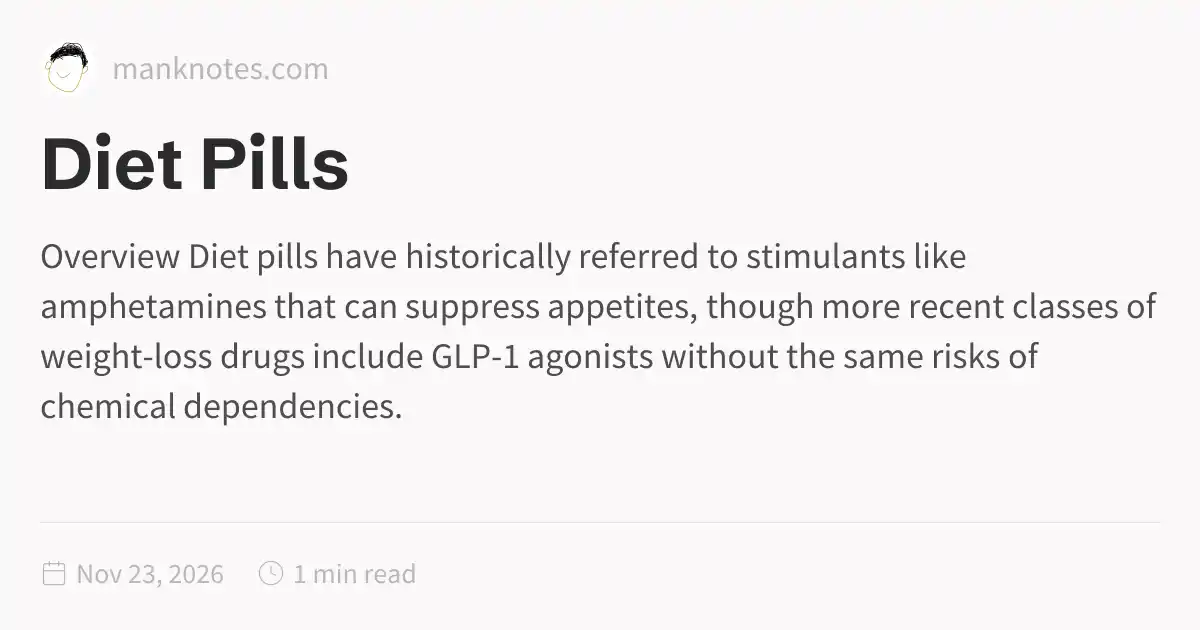 manknotes.com
Diet Pills
Overview Diet pills have historically referred to stimulants like
amphetamines that can suppress appetites, though more recent classes of
weight-loss drugs include GLP-1 agonists without the same risks of
chemical dependencies.
Nov 23, 2026 1 min read